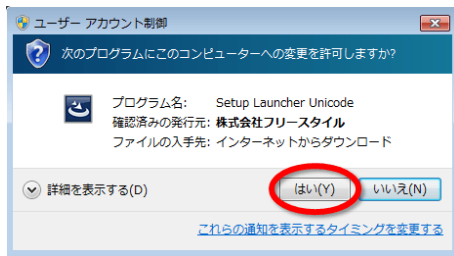 ユーザー アカウント制御
次のプログラムにこのコンピューターへの変更を許可しますか?
プログラム名: Setup Launcher Unicode
確認済みの発行元: 株式会社フリースタイル
ファイルの入手先: インターネットからダウンロード
詳細を表示する(D) はい(Y) いいえ(N)
これらの通知を表示するタイミングを変更する